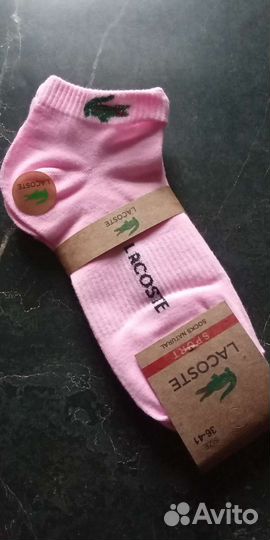 LACOSTE
LACOSTE
LACOSTE
SPORT
SOCKS NATURAL
LACOSTE
SIZE
36-41
Avito